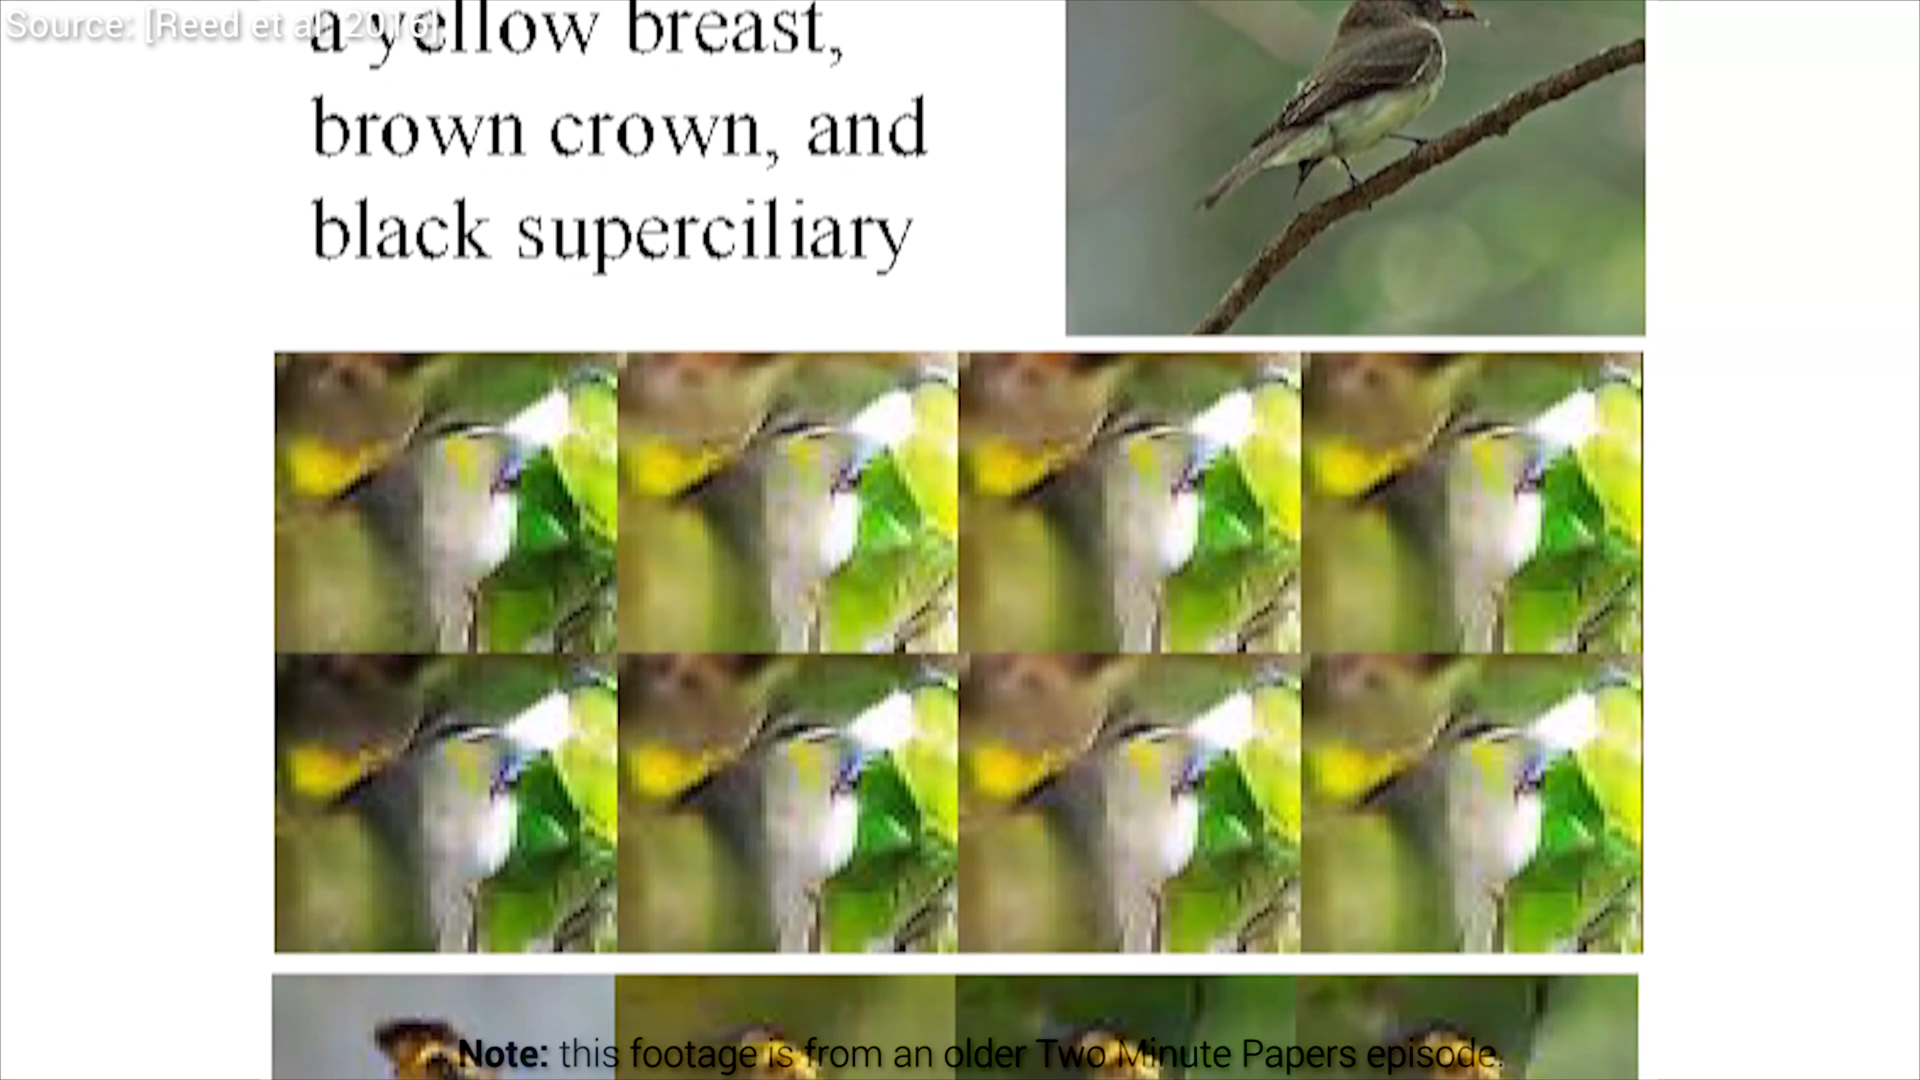 Source: [Reed et al. 2016]
a yellow breast,
brown crown, and
black superciliary
Note: this footage is from an older Two Minute Papers episode.